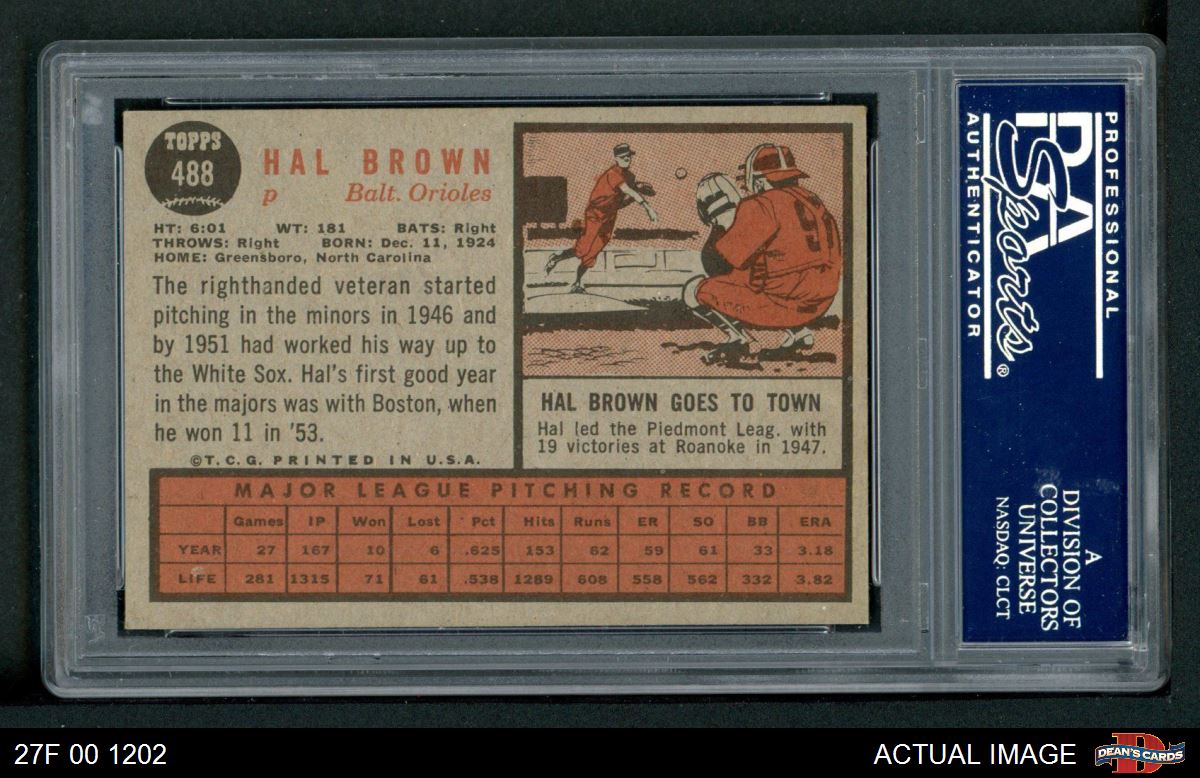 TOPPS
488
HAL BROWN
p Balt. Orioles
HT: 6:01 WT: 181 BATS: Right
THROWS: Right BORN: Dec. 11, 1924
HOME: Greensboro, North Carolina
The righthanded veteran started
pitching in the minors in 1946 and
by 1951 had worked his way up to
the White Sox. Hal's first good year
in the majors was with Boston, when
he won 11 in '53.
©T.C.G. PRINTED IN U.S.A.
HAL BROWN GOES TO TOWN
Hal led the Piedmont Leag. with
19 victories at Roanoke in 1947.
MAJOR LEAGUE PITCHING RECORD
Games IP Won Lost Pct Hits Runs ER SO BB ERA
YEAR 27 167 10 6 .625 153 62 59 61 33 3.18
LIFE 281 1315 71 61 .538 1289 608 558 562 332 3.82
PROFESSIONAL
PSA
Sports®
AUTHENTICATOR
A
DIVISION OF
COLLECTORS
UNIVERSE
NASDAQ: CLCT
27F 00 1202
ACTUAL IMAGE
DEAN'S CARDS